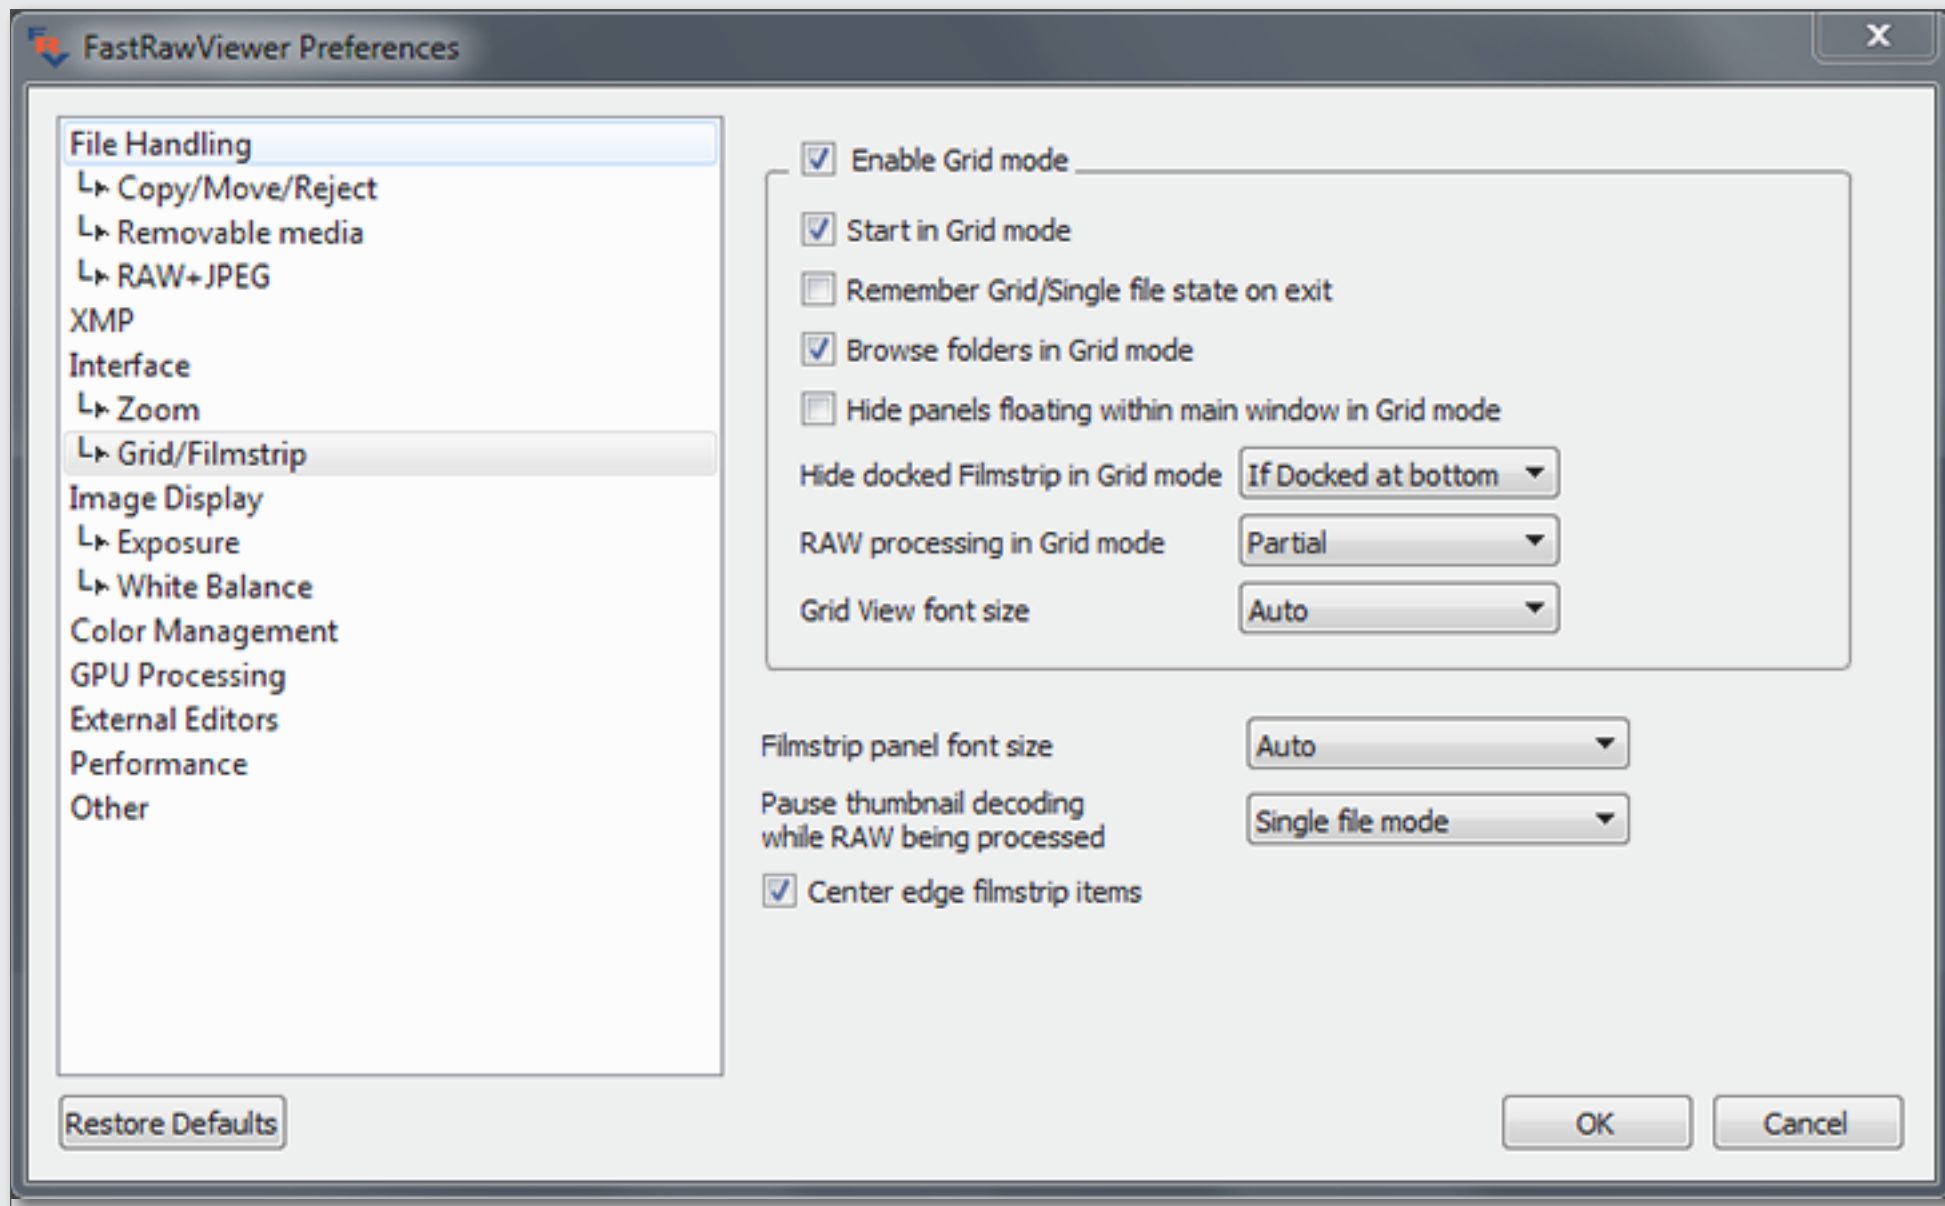 FastRawViewer Preferences
X
File Handling
Copy/Move/Reject
Removable media
RAW+JPEG
XMP
Interface
Zoom
Grid/Filmstrip
Image Display
Exposure
White Balance
Color Management
GPU Processing
External Editors
Performance
Other
Enable Grid mode
Start in Grid mode
Remember Grid/Single file state on exit
Browse folders in Grid mode
Hide panels floating within main window in Grid mode
Hide docked Filmstrip in Grid mode If Docked at bottom
RAW processing in Grid mode Partial
Grid View font size Auto
Filmstrip panel font size Auto
Pause thumbnail decoding
while RAW being processed Single file mode
Center edge filmstrip items
Restore Defaults OK Cancel